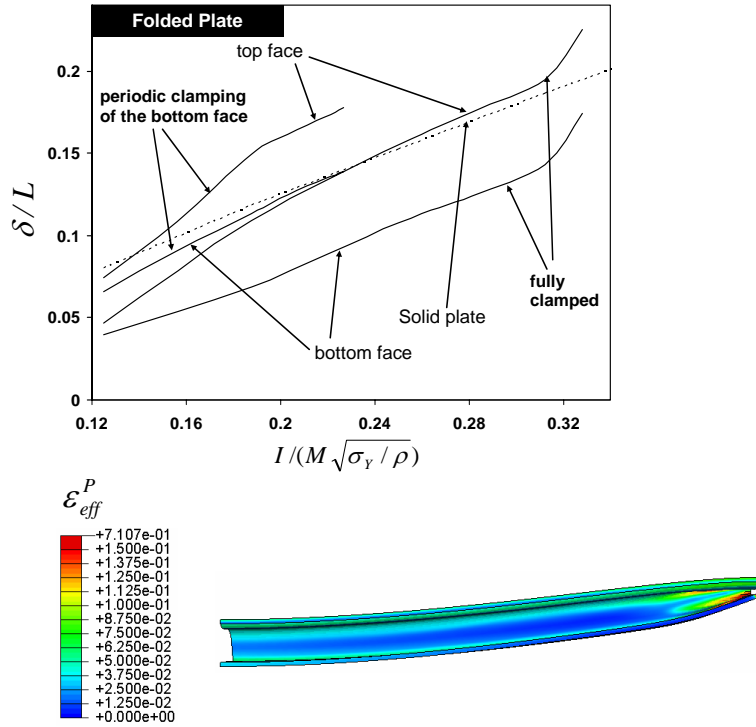 Folded Plate
top face
0.2
periodic clamping
of the bottom face
0.15
δ/L
0.1
0.05
Solid plate
fully
clamped
bottom face
0
0.12
0.16
0.2
0.24
0.28
0.32
I/(M√σ_Y/ρ)
ε^P_eff
+7.107e-01
+1.500e-01
+1.375e-01
+1.250e-01
+1.125e-01
+1.000e-01
+8.750e-02
+7.500e-02
+6.250e-02
+5.000e-02
+3.750e-02
+2.500e-02
+1.250e-02
+0.000e+00